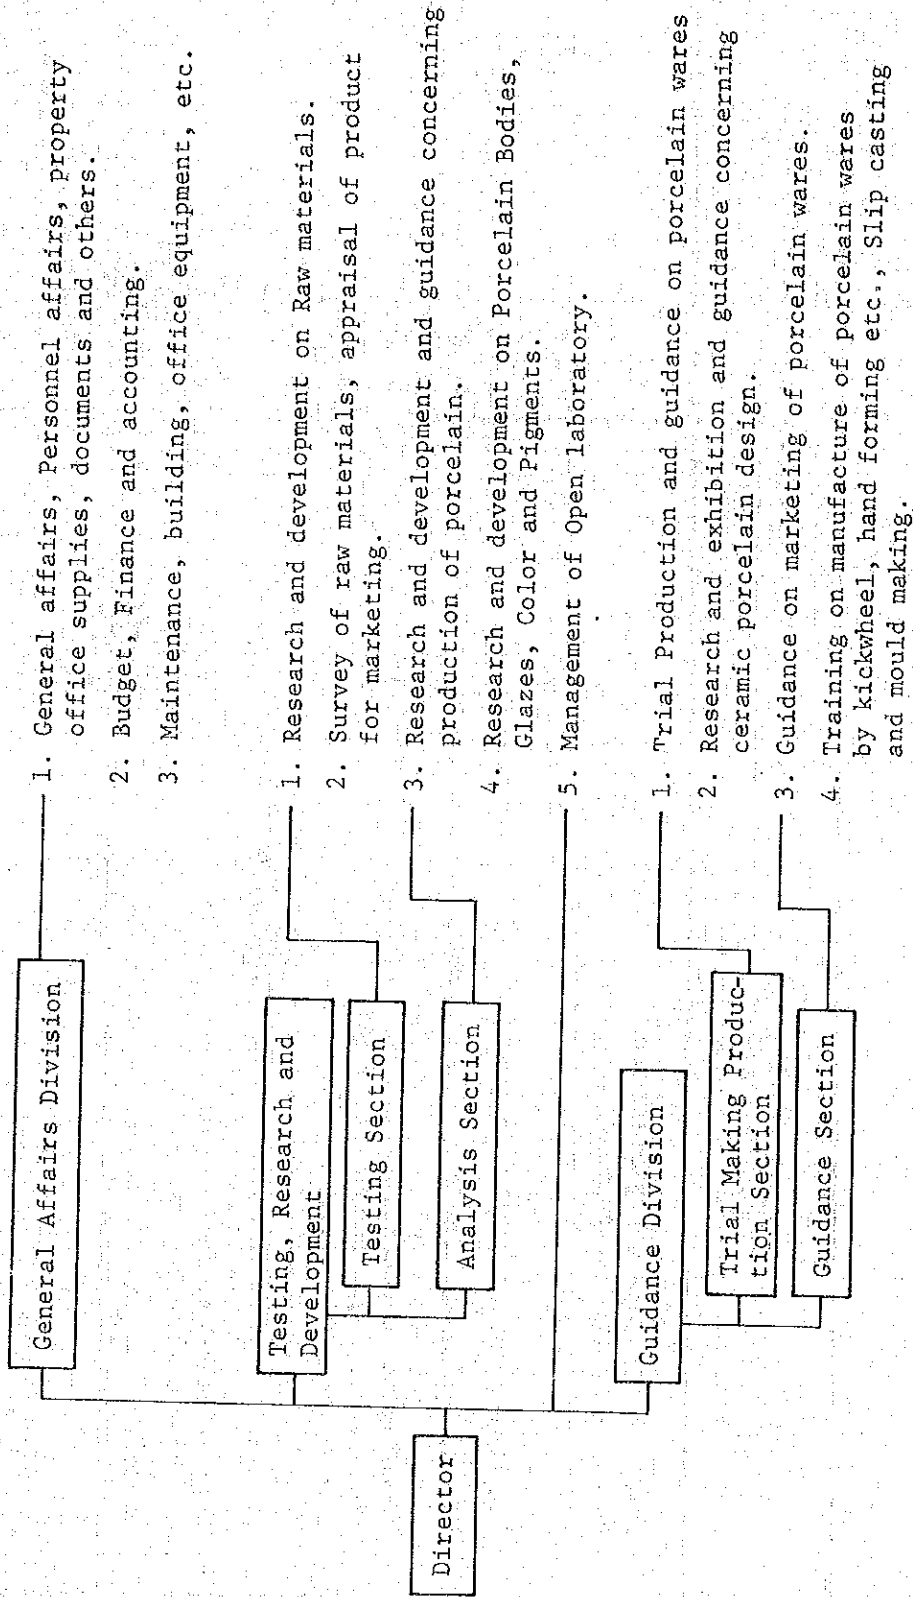 Director
General Affairs Division
1. General affairs, Personnel affairs, property
office supplies, documents and others.
2. Budget, Finance and accounting.
3. Maintenance, building, office equipment, etc.
Testing, Research and
Development
Testing Section
Analysis Section
1. Research and development on Raw materials.
2. Survey of raw materials, appraisal of product
for marketing.
3. Research and development and guidance concerning
production of porcelain.
4. Research and development on Porcelain Bodies,
Glazes, Color and Pigments.
5. Management of Open laboratory.
Guidance Division
Trial Making Produc-
tion Section
Guidance Section
1. Trial Production and guidance on porcelain wares
2. Research and exhibition and guidance concerning
ceramic porcelain design.
3. Guidance on marketing of porcelain wares.
4. Training on manufacture of porcelain wares
by kickwheel, hand forming etc., Slip casting
and mould making.